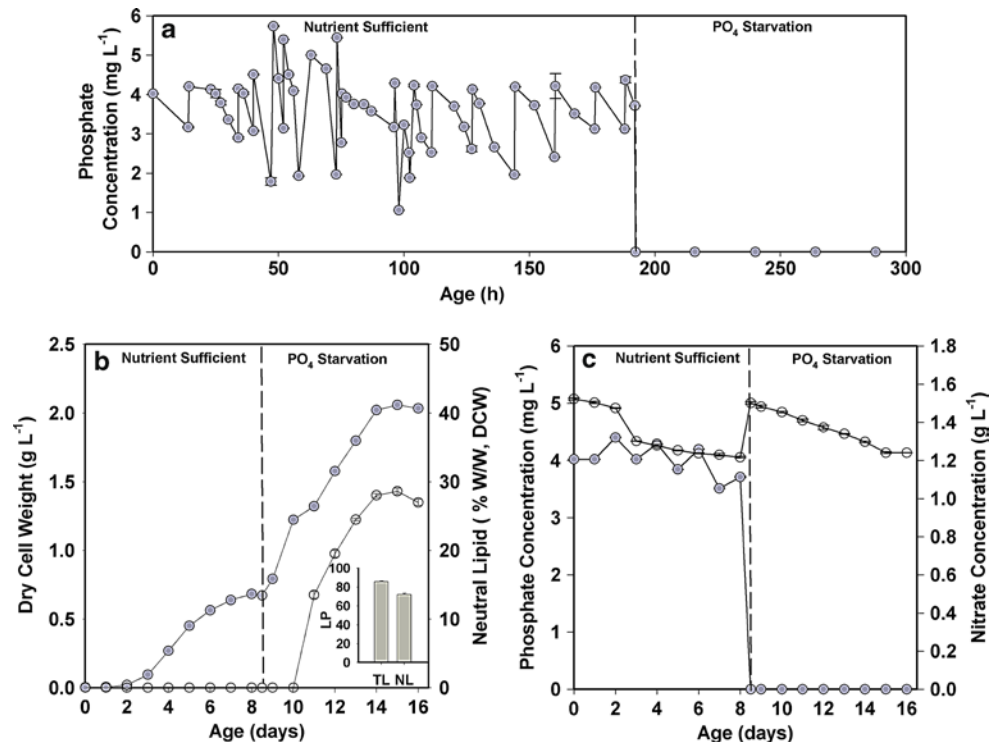 a
Nutrient Sufficient
PO4 Starvation
Phosphate
Concentration (mg L-1)
6
5
4
3
2
1
0
0 50 100 150 200 250 300
Age (h)
b
Nutrient Sufficient
PO4 Starvation
Dry Cell Weight (g L-1)
2.5
2.0
1.5
1.0
0.5
0.0
Neutral Lipid ( % W/W, DCW)
50
40
30
20
10
0
LP
100
80
60
40
20
0
TL NL
0 2 4 6 8 10 12 14 16
Age (days)
c
Nutrient Sufficient
PO4 Starvation
Phosphate Concentration (mg L-1)
6
5
4
3
2
1
0
Nitrate Concentration (g L-1)
1.8
1.6
1.4
1.2
1.0
0.8
0.6
0.4
0.2
0.0
0 2 4 6 8 10 12 14 16
Age (days)